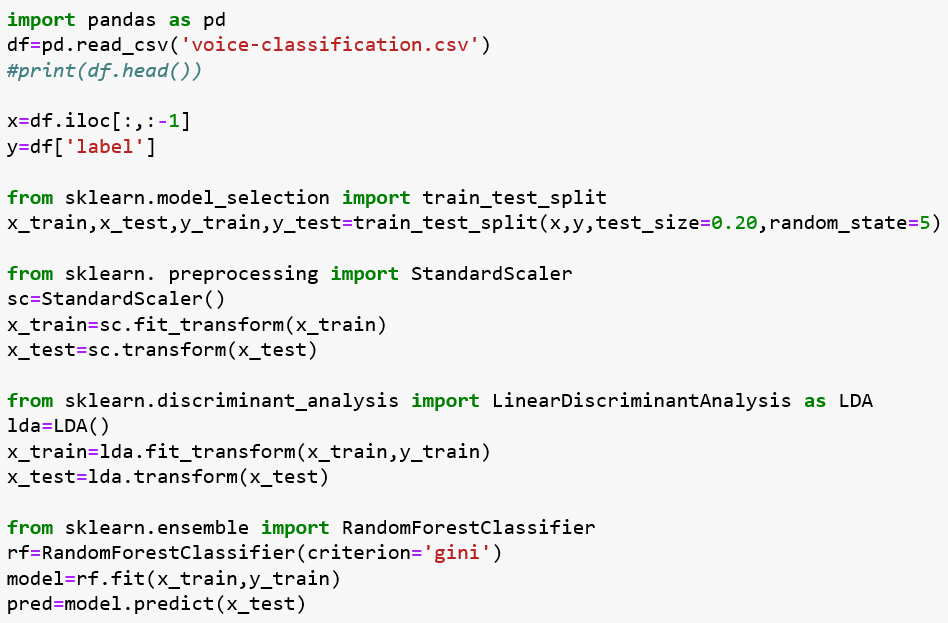 import pandas as pd
df=pd.read_csv('voice-classification.csv')
#print(df.head())
x=df.iloc[:,:-1]
y=df['label']
from sklearn.model_selection import train_test_split
x_train,x_test,y_train,y_test=train_test_split(x,y,test_size=0.20,random_state=5)
from sklearn. preprocessing import StandardScaler
sc=StandardScaler()
x_train=sc.fit_transform(x_train)
x_test=sc.transform(x_test)
from sklearn.discriminant_analysis import LinearDiscriminantAnalysis as LDA
lda=LDA()
x_train=lda.fit_transform(x_train,y_train)
x_test=lda.transform(x_test)
from sklearn.ensemble import RandomForestClassifier
rf=RandomForestClassifier(criterion='gini')
model=rf.fit(x_train,y_train)
pred=model.predict(x_test)